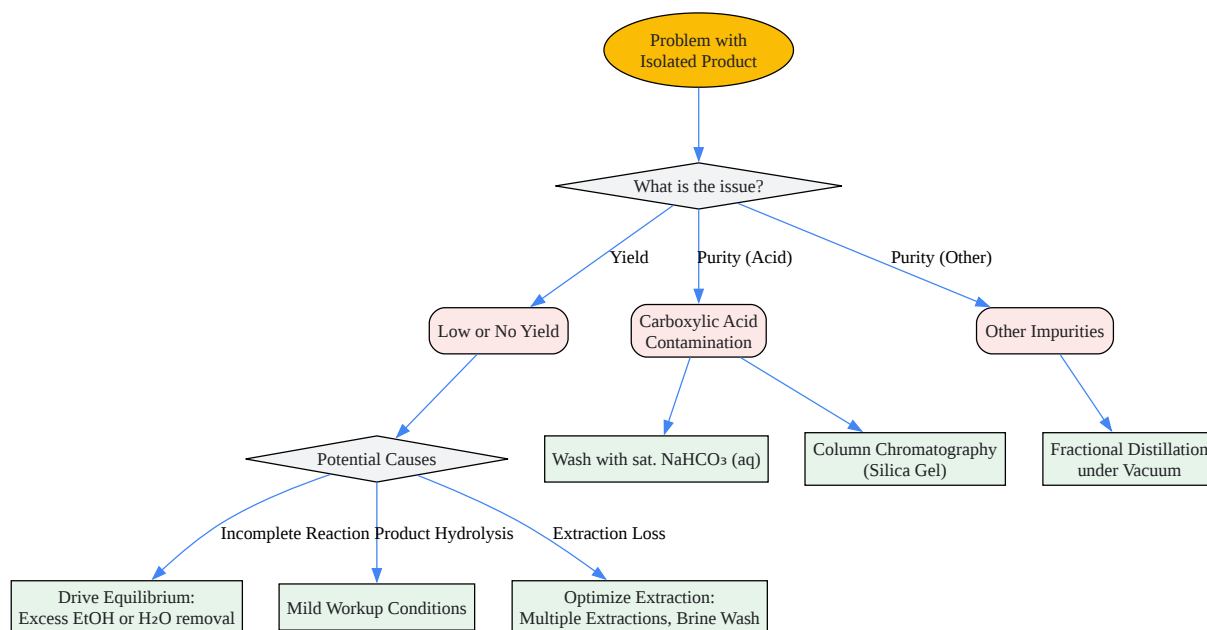 Problem with
Isolated Product
What is the issue?
Yield
Purity (Acid)
Purity (Other)
Low or No Yield
Carboxylic Acid
Contamination
Other Impurities
Potential Causes
Wash with sat. NaHCO₃ (aq)
Column Chromatography
(Silica Gel)
Fractional Distillation
under Vacuum
Incomplete Reaction
Product Hydrolysis
Extraction Loss
Drive Equilibrium:
Excess EtOH or H₂O removal
Mild Workup Conditions
Optimize Extraction:
Multiple Extractions, Brine Wash